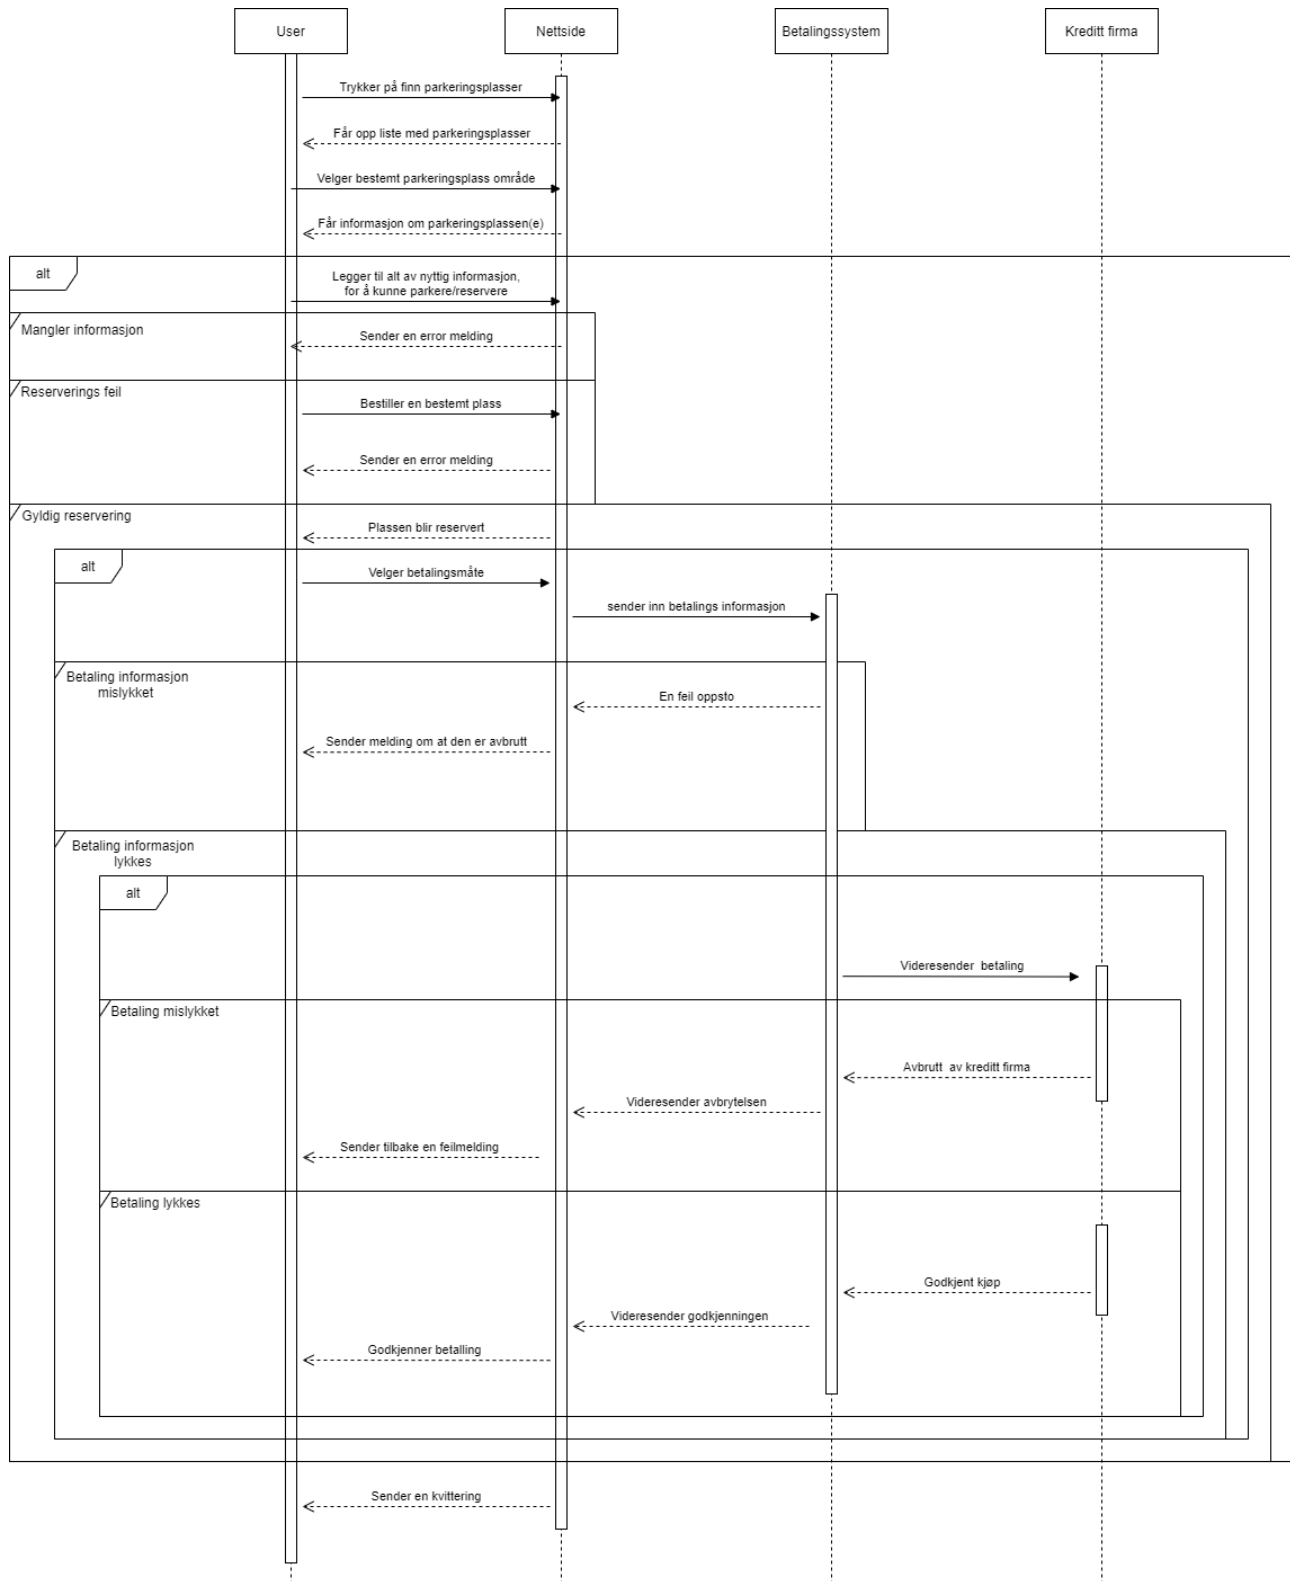 User
Nettside
Betalingssystem
Kreditt firma
Trykker på finn parkeringsplasser
Får opp liste med parkeringsplasser
Velger bestemt parkeringsplass område
Får informasjon om parkeringsplassen(e)
alt
Legger til alt av nyttig informasjon,
for å kunne parkere/reservere
Mangler informasjon
Sender en error melding
Reserverings feil
Bestiller en bestemt plass
Sender en error melding
Gyldig reservering
Plassen blir reservert
alt
Velger betalingsmåte
sender inn betalings informasjon
Betaling informasjon
mislykket
En feil oppsto
Sender melding om at den er avbrutt
Betaling informasjon
lykkes
alt
Videresender betaling
Betaling mislykket
Avbrutt av kreditt firma
Videresender avbrytelsen
Sender tilbake en feilmelding
Betaling lykkes
Godkjent kjøp
Videresender godkjenningen
Godkjenner betalling
Sender en kvittering